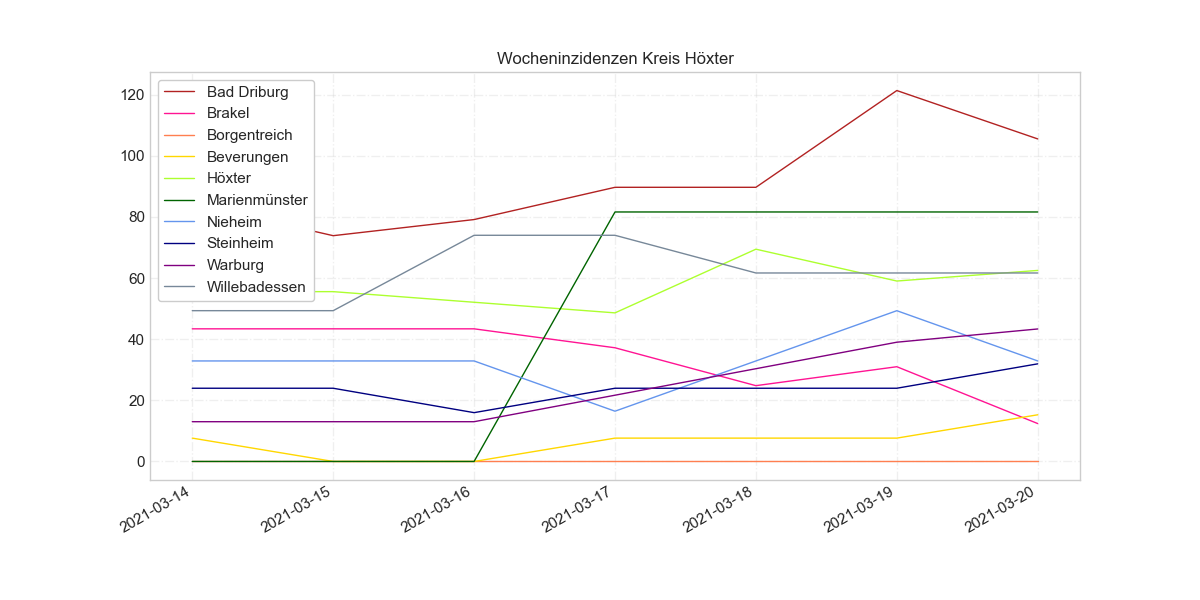 Wocheninzidenzen Kreis Höxter
120
100
80
60
40
20
0
Bad Driburg
Brakel
Borgentreich
Beverungen
Höxter
Marienmünster
Nieheim
Steinheim
Warburg
Willebadessen
2021-03-14
2021-03-15
2021-03-16
2021-03-17
2021-03-18
2021-03-19
2021-03-20